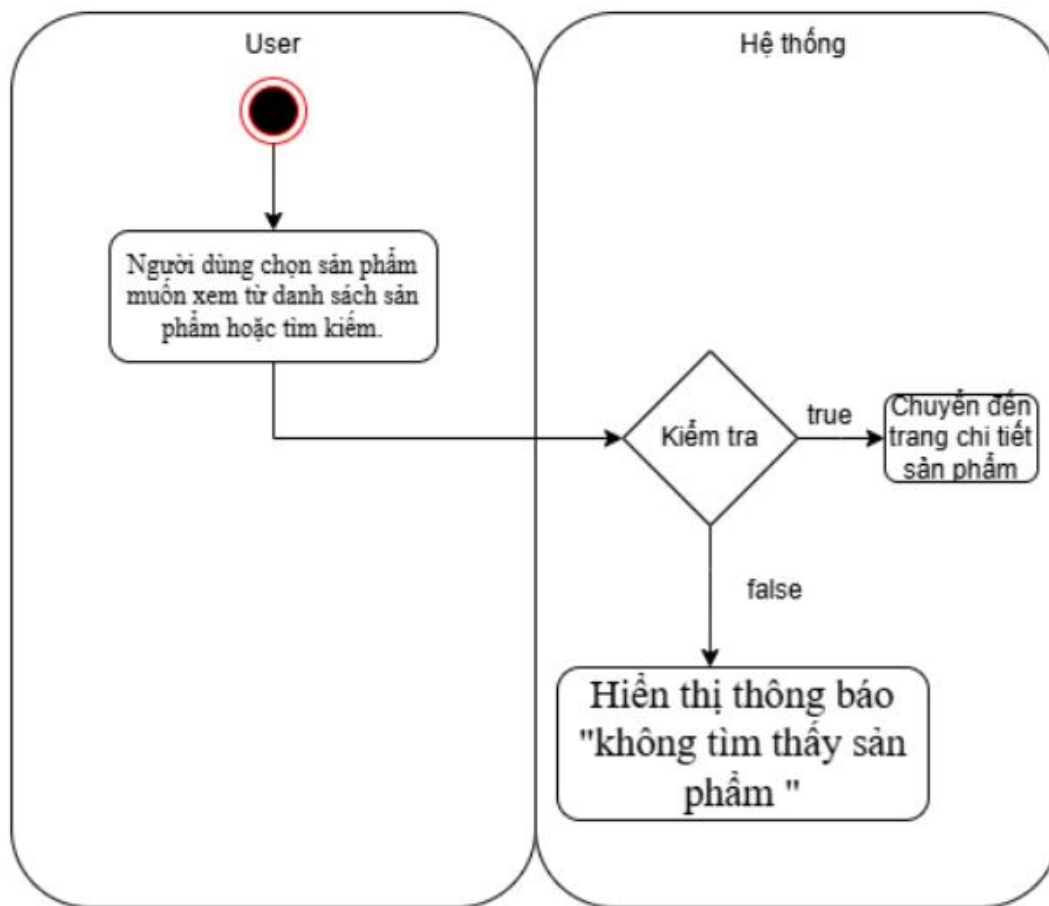 User
Hệ thống
Người dùng chọn sản phẩm
muốn xem từ danh sách sản
phẩm hoặc tìm kiếm.
Kiểm tra
true
Chuyển đến
trang chi tiết
sản phẩm
false
Hiển thị thông báo
"không tìm thấy sản
phẩm "